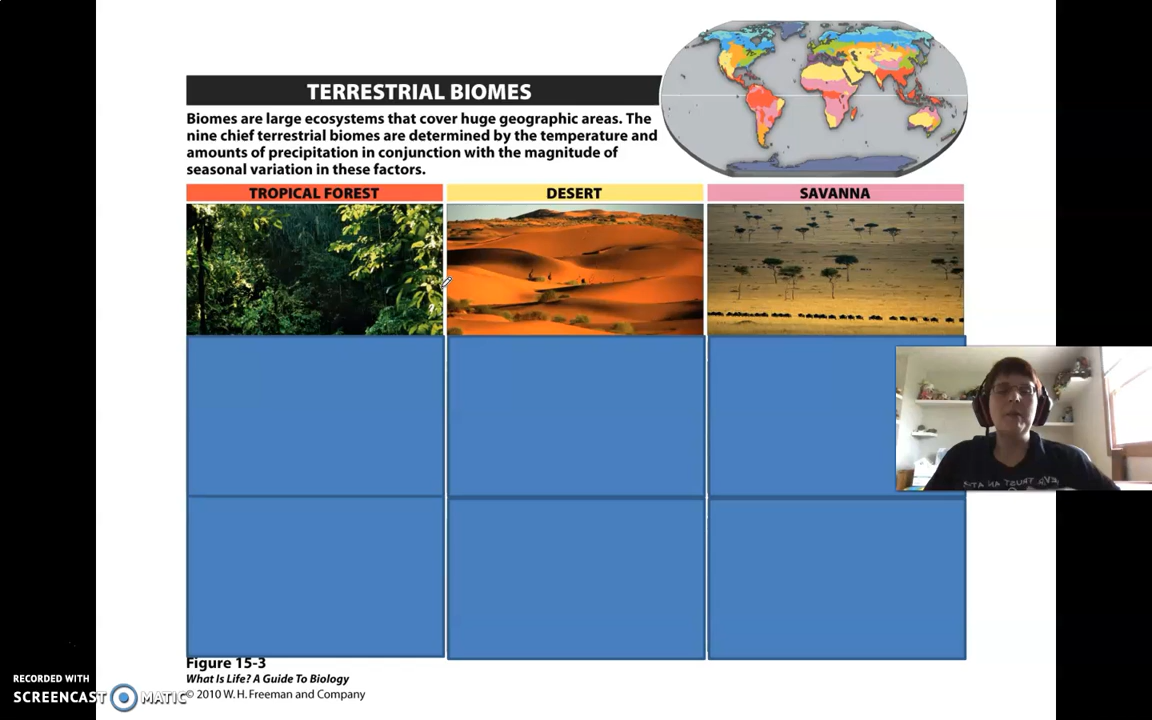 TERRESTRIAL BIOMES
Biomes are large ecosystems that cover huge geographic areas. The
nine chief terrestrial biomes are determined by the temperature and
amounts of precipitation in conjunction with the magnitude of
seasonal variation in these factors.
TROPICAL FOREST
DESERT
SAVANNA
Figure 15-3
What Is Life? A Guide To Biology
© 2010 W. H. Freeman and Company
RECORDED WITH
SCREENCAST MATIC